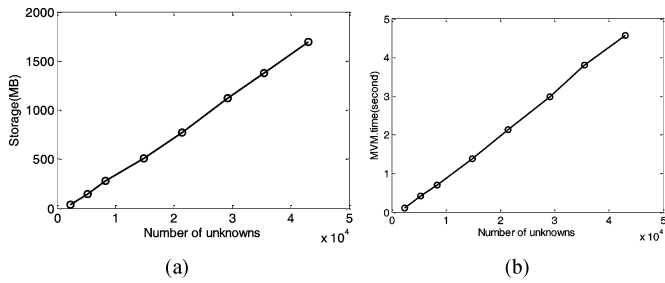 2000
1500
1000
500
0
Storage(MB)
0 1 2 3 4 5
Number of unknowns
x 10^4
(a)
5
4
3
2
1
0
MVM.time(second)
0 1 2 3 4 5
Number of unknowns
x 10^4
(b)